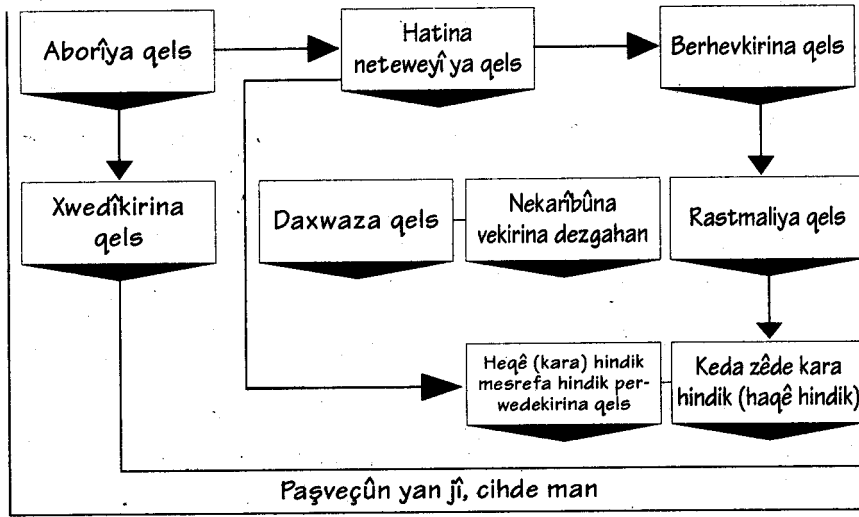 Aborîya qels
Hatina
neteweyî ya qels
Berhevkirina qels
Xwedîkirina
qels
Daxwaza qels
Nekarîbûna
vekirina dezgahan
Rastmaliya qels
Heqê (kara) hindik
mesrefa hindik per-
wedekirina qels
Keda zêde kara
hindik (haqê hindik)
Paşveçûn yan jî, cihde man